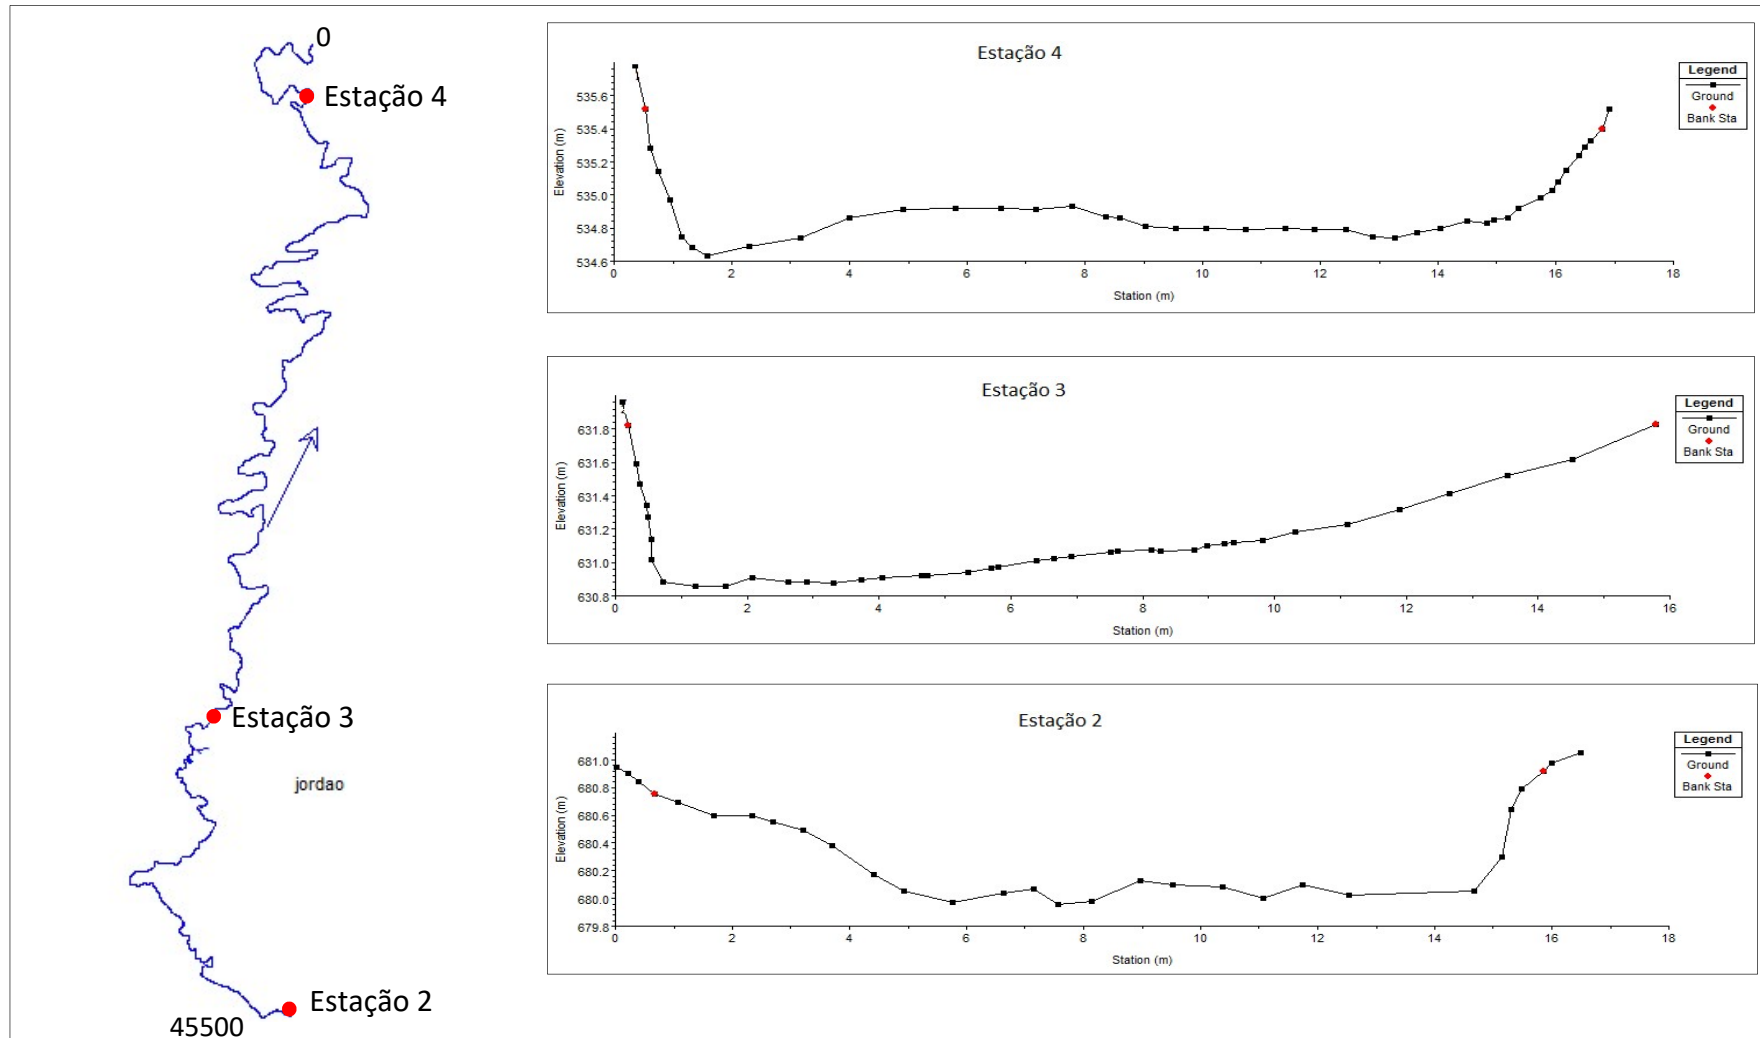 0
Estação 4
Estação 3
jordao
Estação 2
45500
Estação 4
Elevation (m)
535.6
535.4
535.2
535.0
534.8
534.6
0 2 4 6 8 10 12 14 16 18
Station (m)
Legend
Ground
Bank Sta
Estação 3
Elevation (m)
631.8
631.6
631.4
631.2
631.0
630.8
0 2 4 6 8 10 12 14 16
Station (m)
Legend
Ground
Bank Sta
Estação 2
Elevation (m)
681.0
680.8
680.6
680.4
680.2
680.0
679.8
0 2 4 6 8 10 12 14 16 18
Station (m)
Legend
Ground
Bank Sta